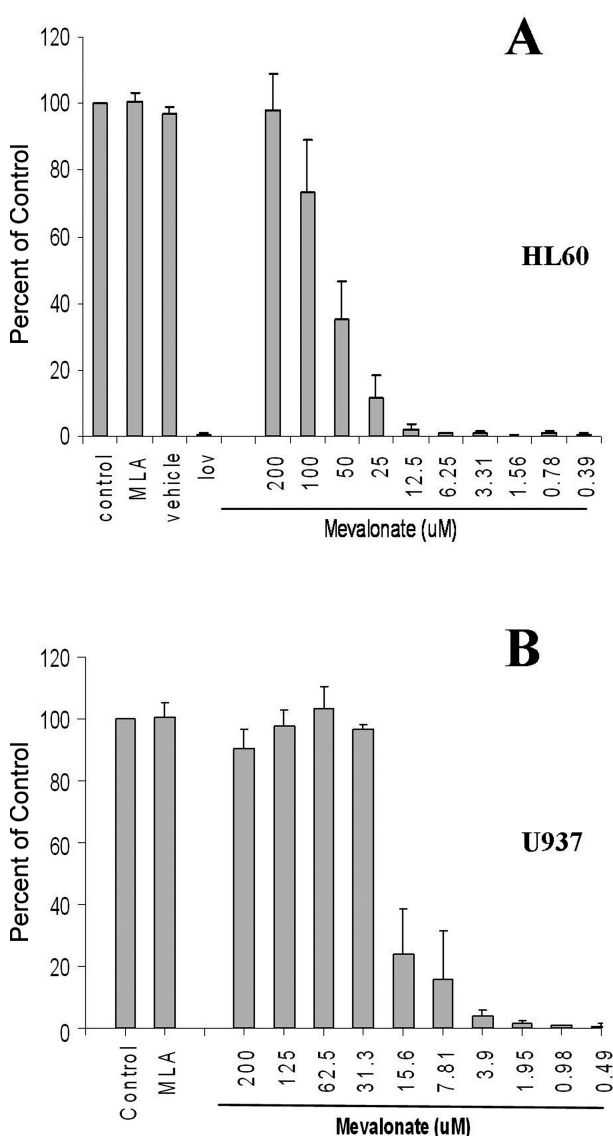 A
Percent of Control
120
100
80
60
40
20
0
HL60
control
MLA
vehicle
lov
200
100
50
25
12.5
6.25
3.31
1.56
0.78
0.39
Mevalonate (uM)
B
Percent of Control
120
100
80
60
40
20
0
U937
Control
MLA
200
125
62.5
31.3
15.6
7.81
3.9
1.95
0.98
0.49
Mevalonate (uM)